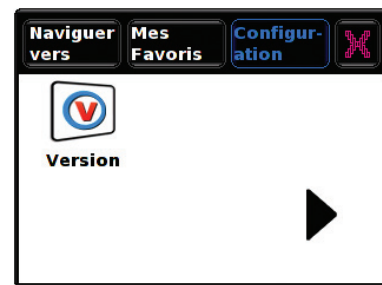 Naviguer vers
Mes Favoris
Configur-ation
X
V
Version